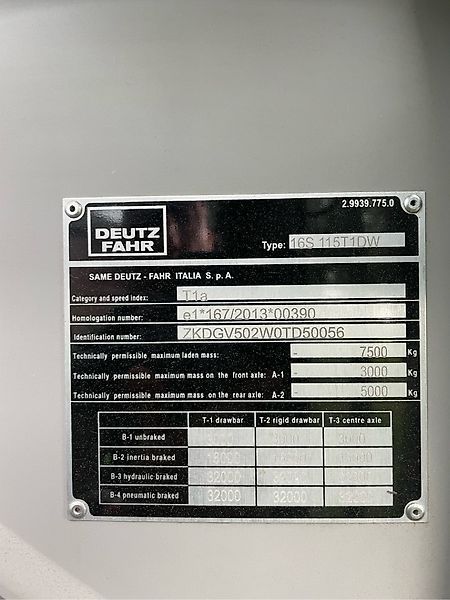 2.9939.775.0
DEUTZ
FAHR
Type: 16S 115T1DW
SAME DEUTZ - FAHR ITALIA S. p. A.
Category and speed index: T1a
Homologation number: e1*167/2013*00390
Identification number: ZKDGV502W0TD50056
Technically permissible maximum laden mass: - 7500 Kg
Technically permissible maximum mass on the front axle: A-1 - 3000 Kg
Technically permissible maximum mass on the rear axle: A-2 - 5000 Kg
T-1 drawbar T-2 rigid drawbar T-3 centre axle
B-1 unbraked 3000
B-2 inertia braked
B-3 hydraulic braked 32000
B-4 pneumatic braked 32000 32000 32000